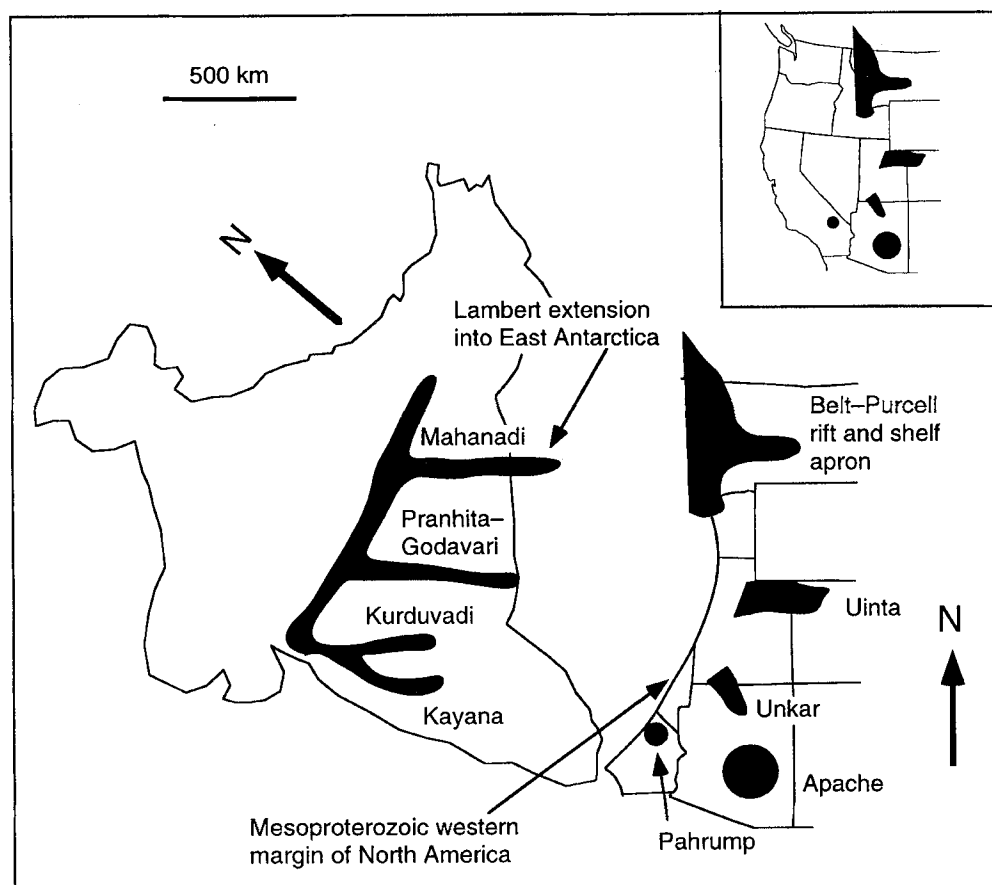 500 km
N
Lambert extension
into East Antarctica
Mahanadi
Belt–Purcell
rift and shelf
apron
Pranhita–
Godavari
Kurduvadi
Uinta
N
Kayana
Unkar
Apache
Mesoproterozoic western
margin of North America
Pahrump